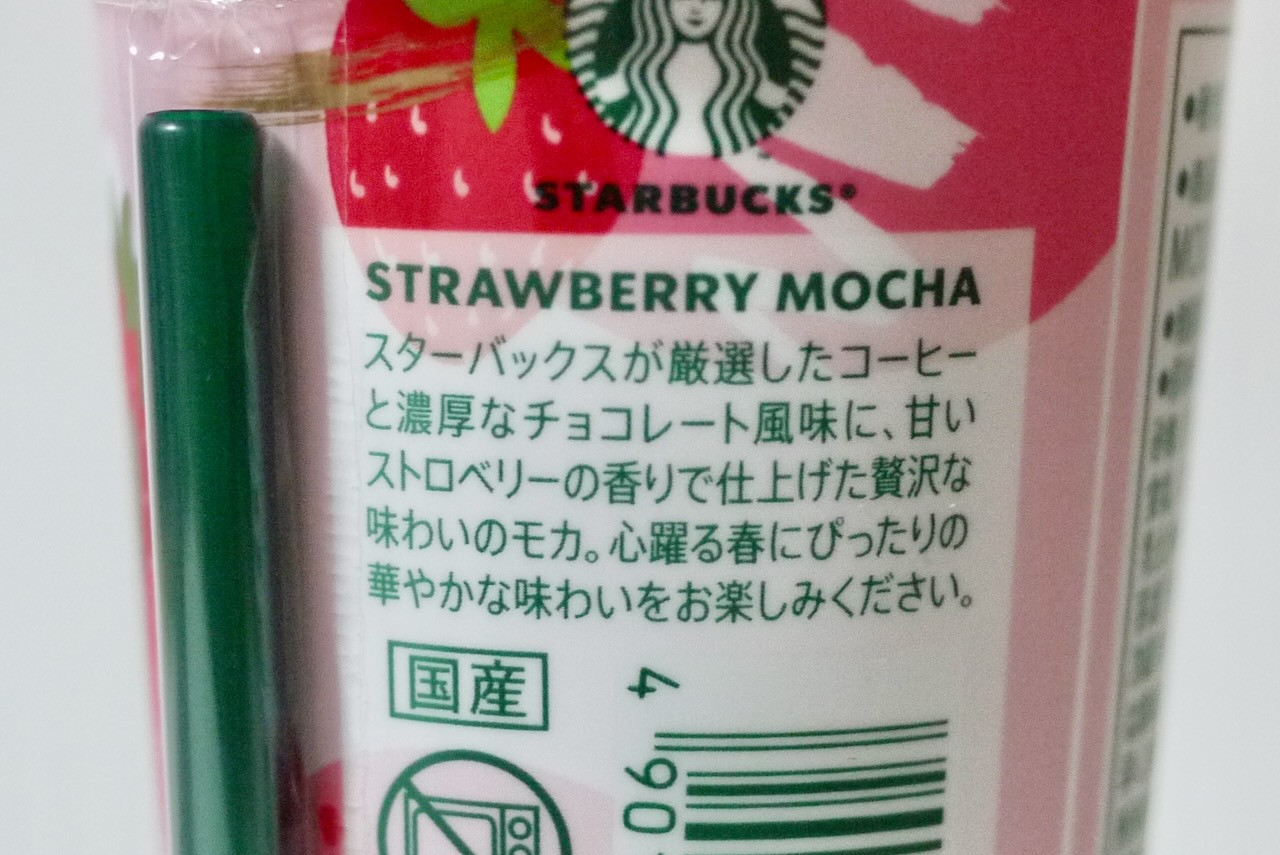 STARBUCKS®
STRAWBERRY MOCHA
スターバックスが厳選したコーヒー
と濃厚なチョコレート風味に、甘い
ストロベリーの香りで仕上げた贅沢な
味わいのモカ。心躍る春にぴったりの
華やかな味わいをお楽しみください。
国産
4
90